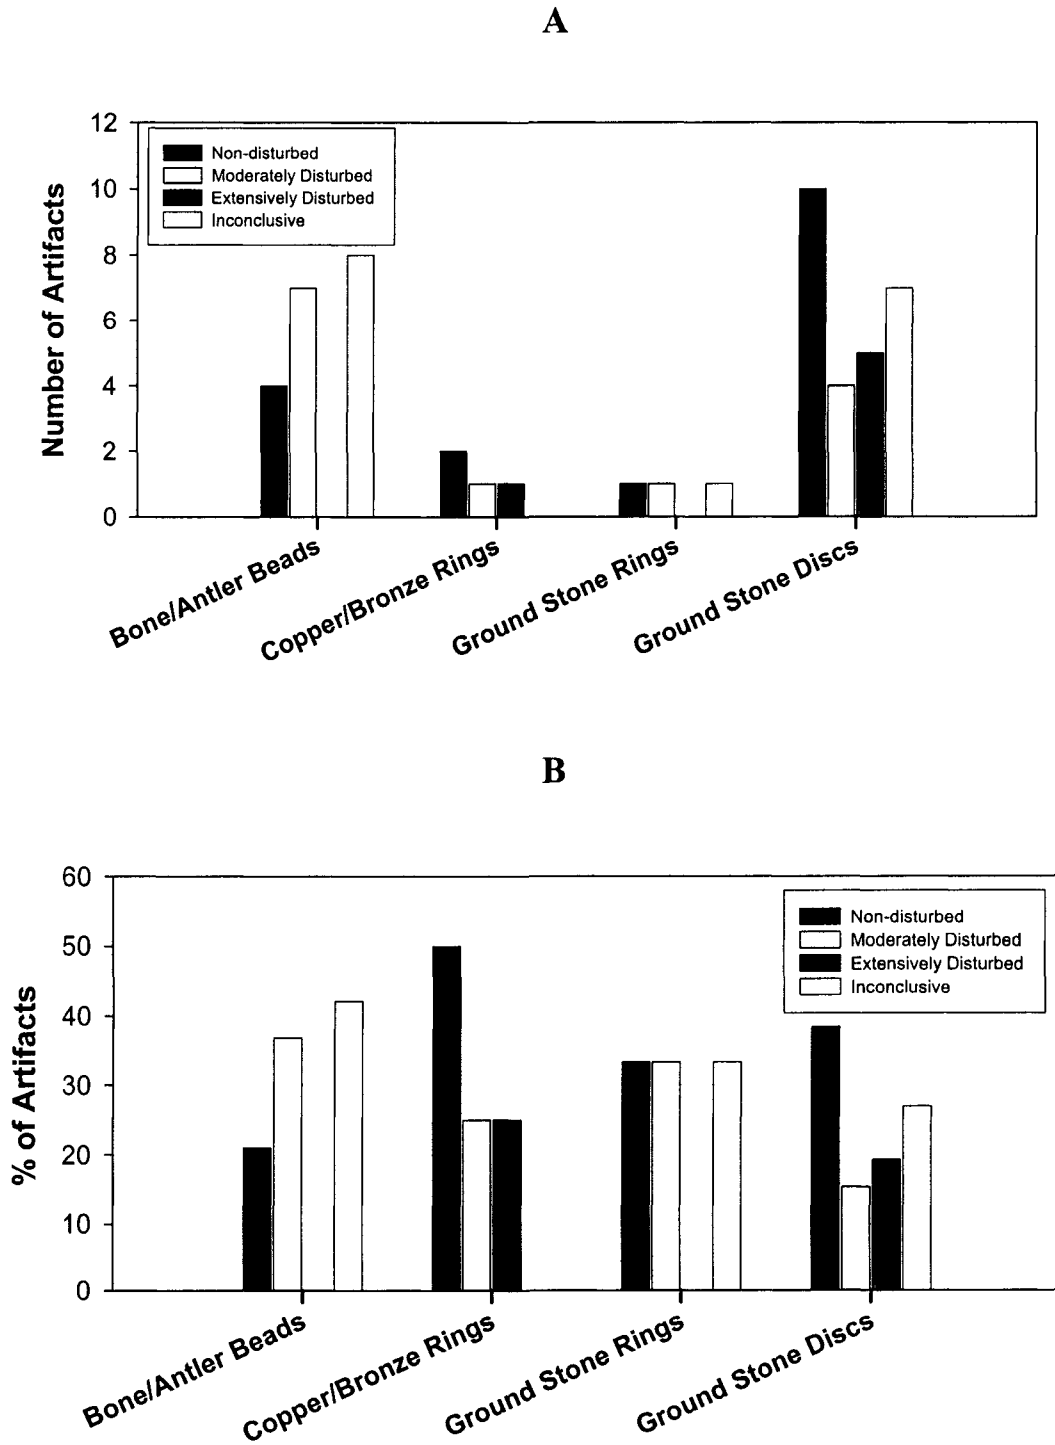 A
12
10
8
6
4
2
0
Number of Artifacts
Non-disturbed
Moderately Disturbed
Extensively Disturbed
Inconclusive
Bone/Antler Beads
Copper/Bronze Rings
Ground Stone Rings
Ground Stone Discs
B
60
50
40
30
20
10
0
% of Artifacts
Non-disturbed
Moderately Disturbed
Extensively Disturbed
Inconclusive
Bone/Antler Beads
Copper/Bronze Rings
Ground Stone Rings
Ground Stone Discs